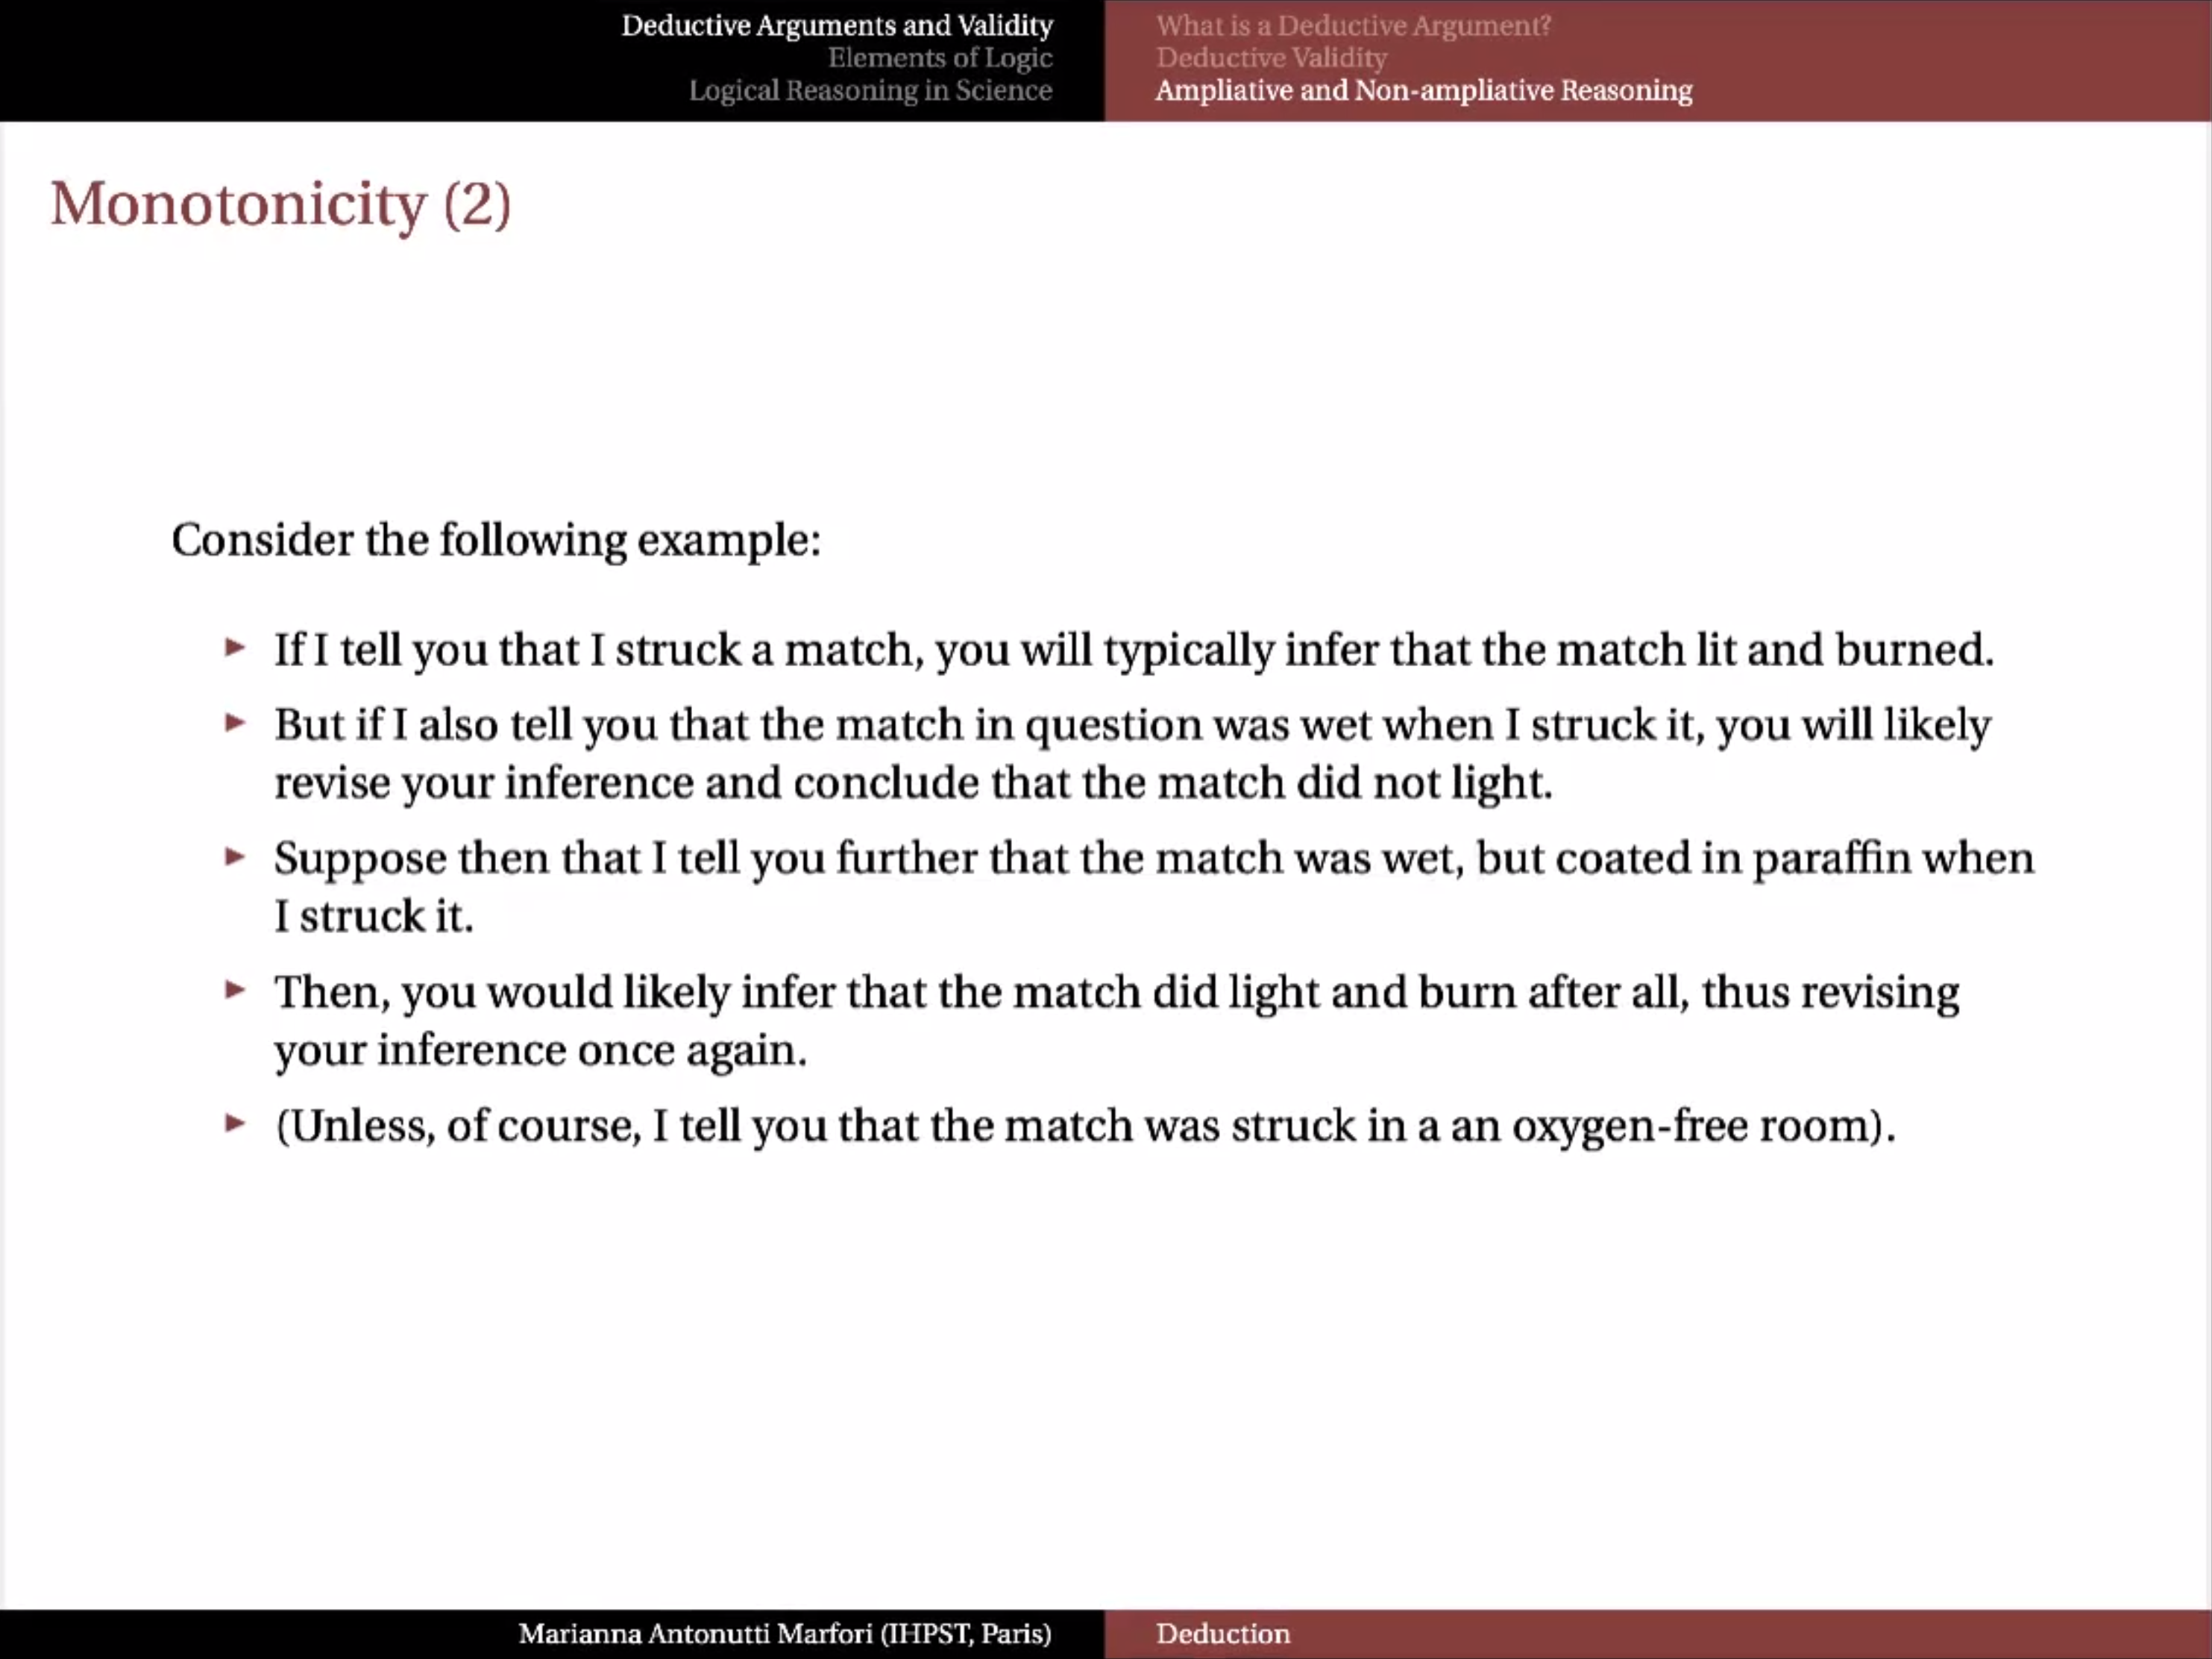 Deductive Arguments and Validity
Elements of Logic
Logical Reasoning in Science
What is a Deductive Argument?
Deductive Validity
Ampliative and Non-ampliative Reasoning
Monotonicity (2)
Consider the following example:
► If I tell you that I struck a match, you will typically infer that the match lit and burned.
► But if I also tell you that the match in question was wet when I struck it, you will likely
revise your inference and conclude that the match did not light.
► Suppose then that I tell you further that the match was wet, but coated in paraffin when
I struck it.
► Then, you would likely infer that the match did light and burn after all, thus revising
your inference once again.
► (Unless, of course, I tell you that the match was struck in a an oxygen-free room).
Marianna Antonutti Marfori (IHPST, Paris)
Deduction